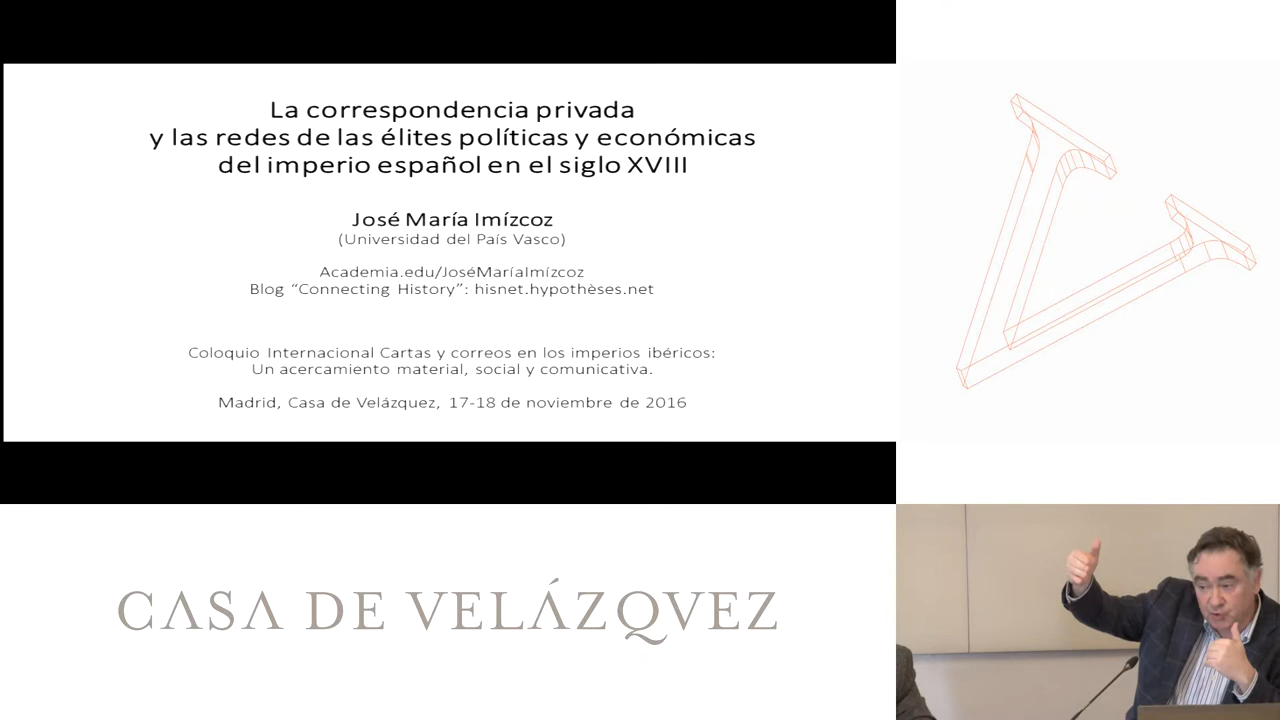 La correspondencia privada
y las redes de las élites políticas y económicas
del imperio español en el siglo XVIII
José María Imízcoz
(Universidad del País Vasco)
Academia.edu/JoséMaríaImízcoz
Blog “Connecting History”: hisnet.hypothèses.net
Coloquio Internacional Cartas y correos en los imperios ibéricos:
Un acercamiento material, social y comunicativa.
Madrid, Casa de Velázquez, 17-18 de noviembre de 2016
CASA DE VELÁZQVEZ